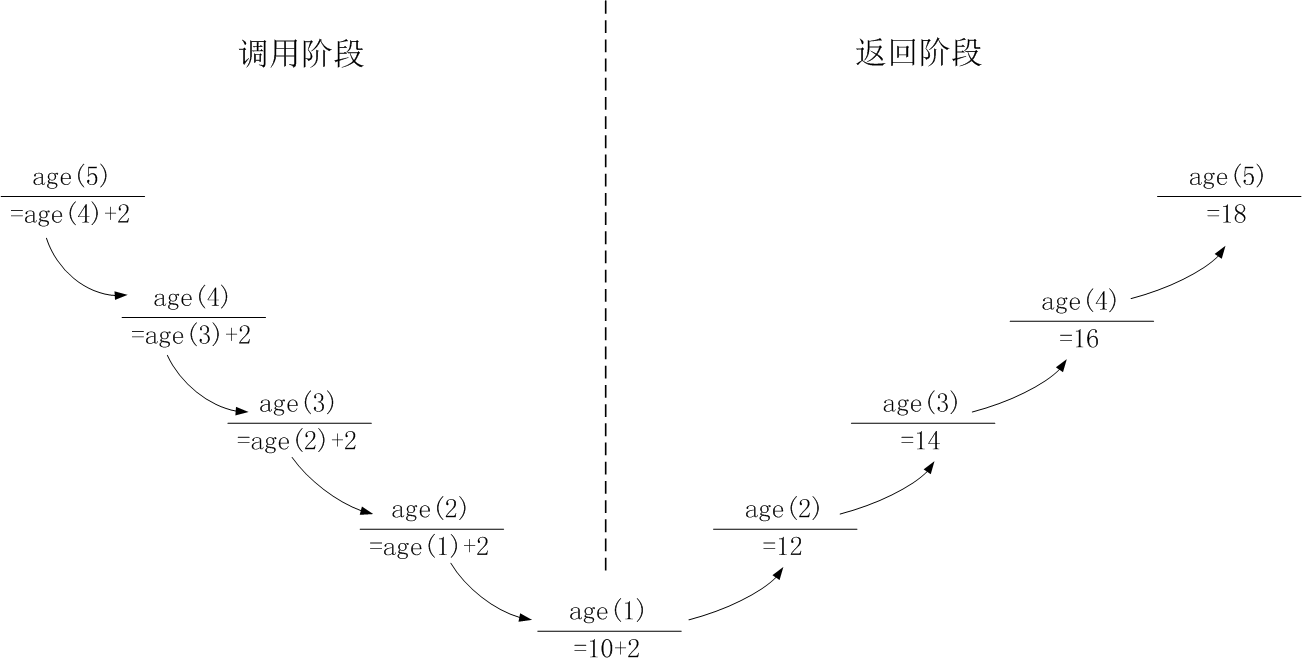 调用阶段
返回阶段
age(5)
=age(4)+2
age(4)
=age(3)+2
age(3)
=age(2)+2
age(2)
=age(1)+2
age(1)
=10+2
age(2)
=12
age(3)
=14
age(4)
=16
age(5)
=18